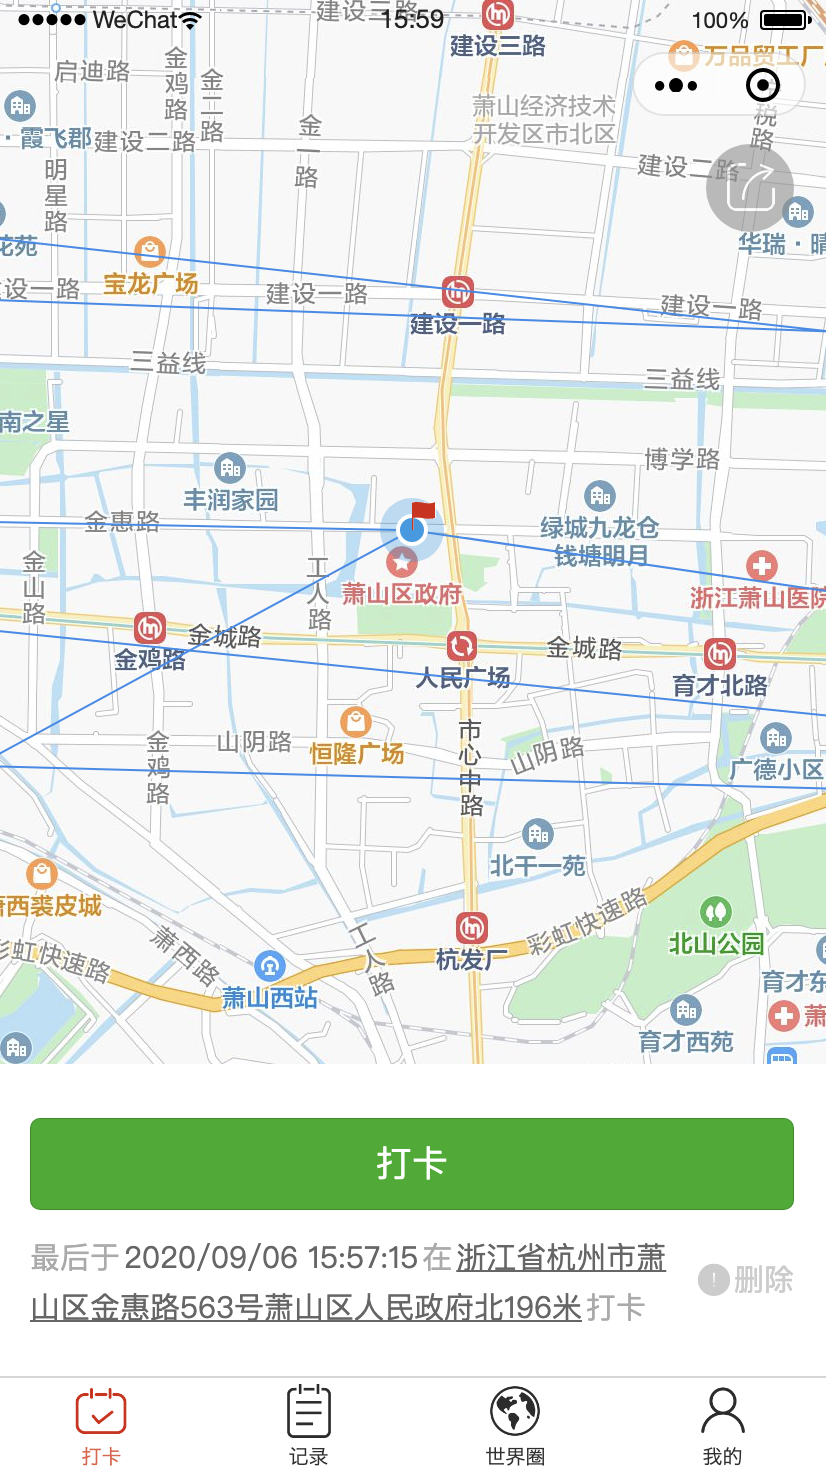 WeChat
15:59
100%
建设三路
建设三路
万品贸工厂
启迪路
金鸡路
金二路
萧山经济技术
开发区市北区
税路
霞飞郡
建设二路
金一路
建设二路
明星路
花苑
华瑞·晴
宝龙广场
建设一路
建设一路
建设一路
建设一路
三益线
三益线
南之星
博学路
丰润家园
金惠路
绿城九龙仓
钱塘明月
金山路
工人路
萧山区政府
浙江萧山医院
金城路
金城路
金鸡路
人民广场
育才北路
市心中路
山阴路
山阴路
恒隆广场
金鸡路
广德小区
北干一苑
萧西裘皮城
彩虹快速路
北山公园
工人路
杭发厂
萧西路
彩虹快速路
萧山西站
育才东
萧
育才西苑
打卡
最后于 2020/09/06 15:57:15 在 浙江省杭州市萧
山区金惠路563号萧山区人民政府北196米 打卡
删除
打卡
记录
世界圈
我的